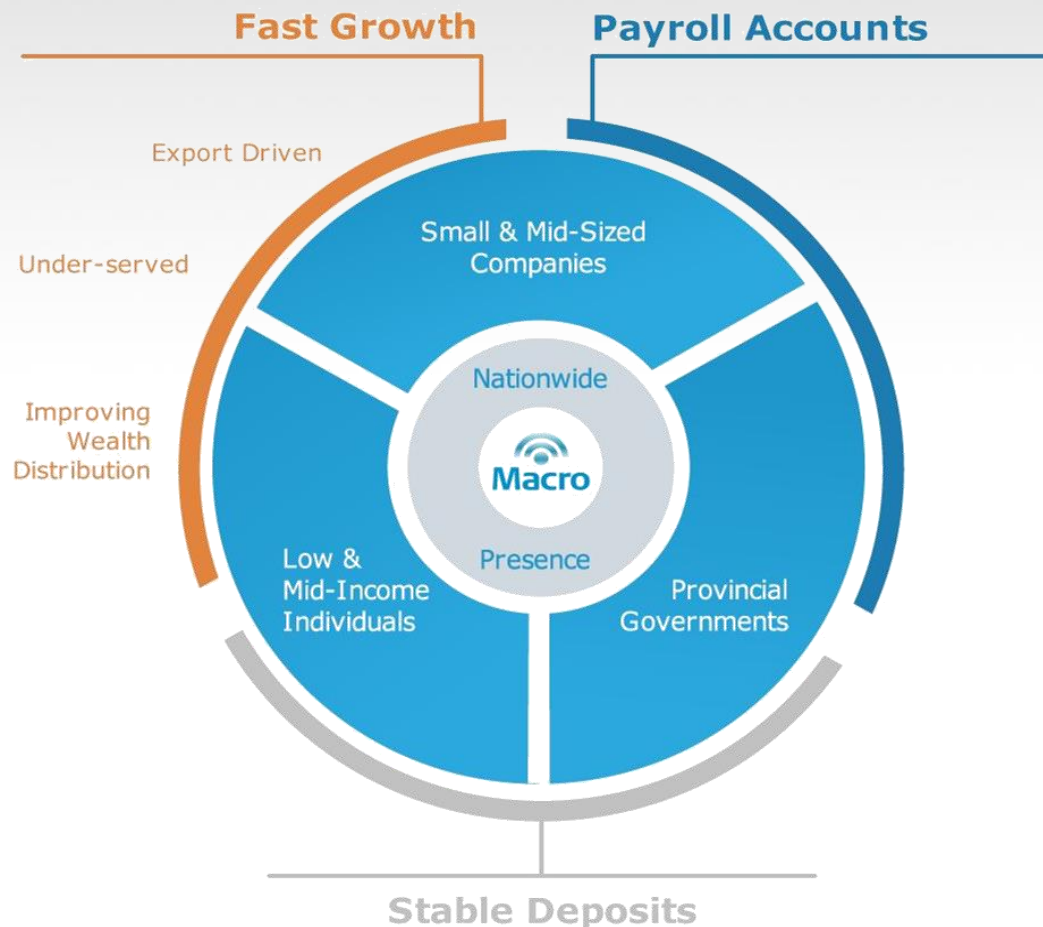 Fast Growth
Payroll Accounts
Export Driven
Under-served
Improving
Wealth
Distribution
Small & Mid-Sized
Companies
Nationwide
Macro
Presence
Low &
Mid-Income
Individuals
Provincial
Governments
Stable Deposits